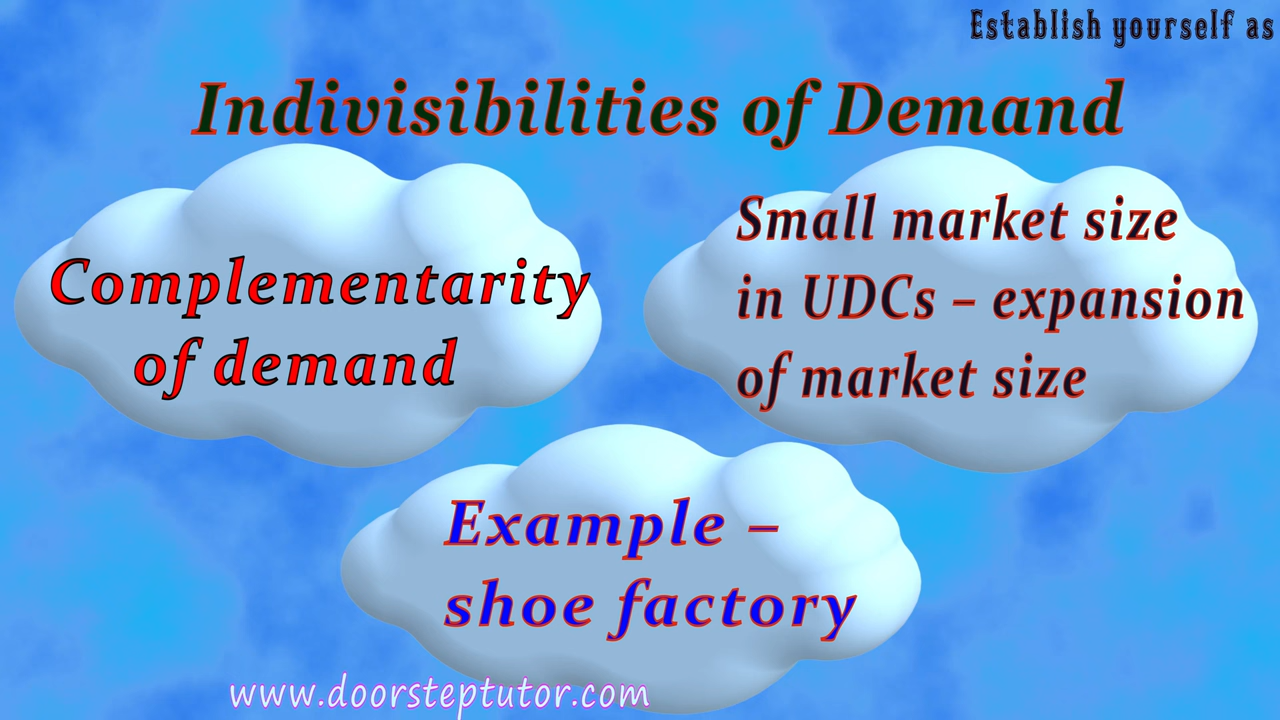 Establish yourself as
Indivisibilities of Demand
Complementarity
of demand
Small market size
in UDCs – expansion
of market size
Example –
shoe factory
www.doorsteptutor.com